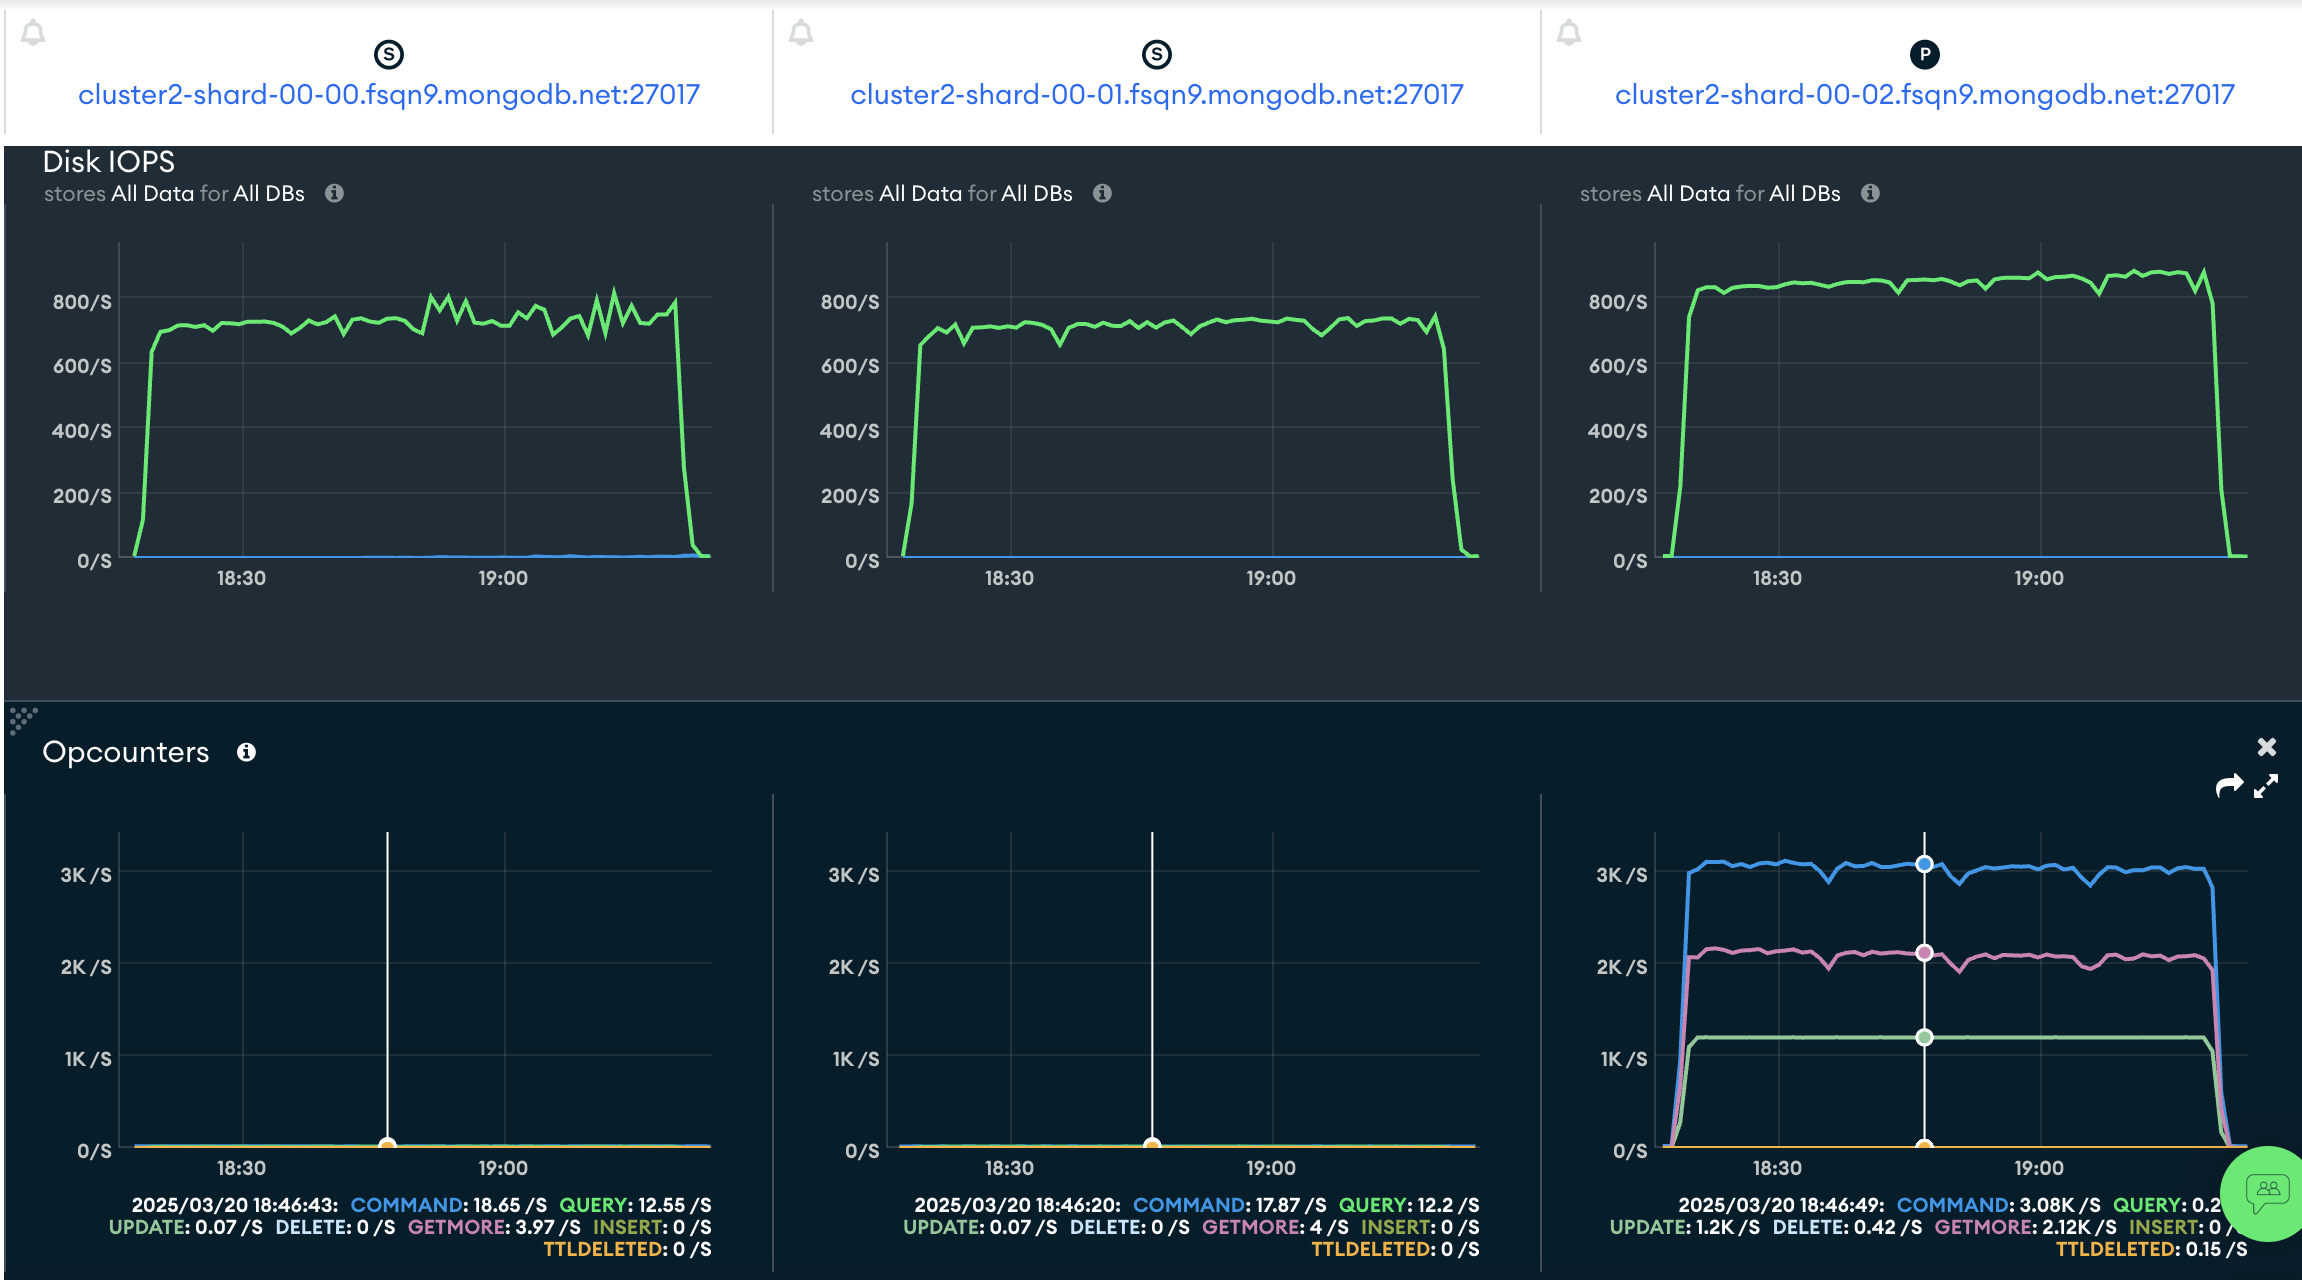 S
S
P
cluster2-shard-00-00.fsqn9.mongodb.net:27017
cluster2-shard-00-01.fsqn9.mongodb.net:27017
cluster2-shard-00-02.fsqn9.mongodb.net:27017
Disk IOPS
stores All Data for All DBs
800/S
600/S
400/S
200/S
0/S
18:30 19:00
stores All Data for All DBs
800/S
600/S
400/S
200/S
0/S
18:30 19:00
stores All Data for All DBs
800/S
600/S
400/S
200/S
0/S
18:30 19:00
Opcounters
3K /S
2K /S
1K /S
0/S
18:30 19:00
2025/03/20 18:46:43: COMMAND: 18.65 /S QUERY: 12.55 /S
UPDATE: 0.07 /S DELETE: 0 /S GETMORE: 3.97 /S INSERT: 0 /S
TTLDELETED: 0 /S
3K /S
2K /S
1K /S
0/S
18:30 19:00
2025/03/20 18:46:20: COMMAND: 17.87 /S QUERY: 12.2 /S
UPDATE: 0.07 /S DELETE: 0 /S GETMORE: 4 /S INSERT: 0 /S
TTLDELETED: 0 /S
3K /S
2K /S
1K /S
0/S
18:30 19:00
2025/03/20 18:46:49: COMMAND: 3.08K /S QUERY: 0.2
UPDATE: 1.2K /S DELETE: 0.42 /S GETMORE: 2.12K /S INSERT: 0 /
TTLDELETED: 0.15 /S